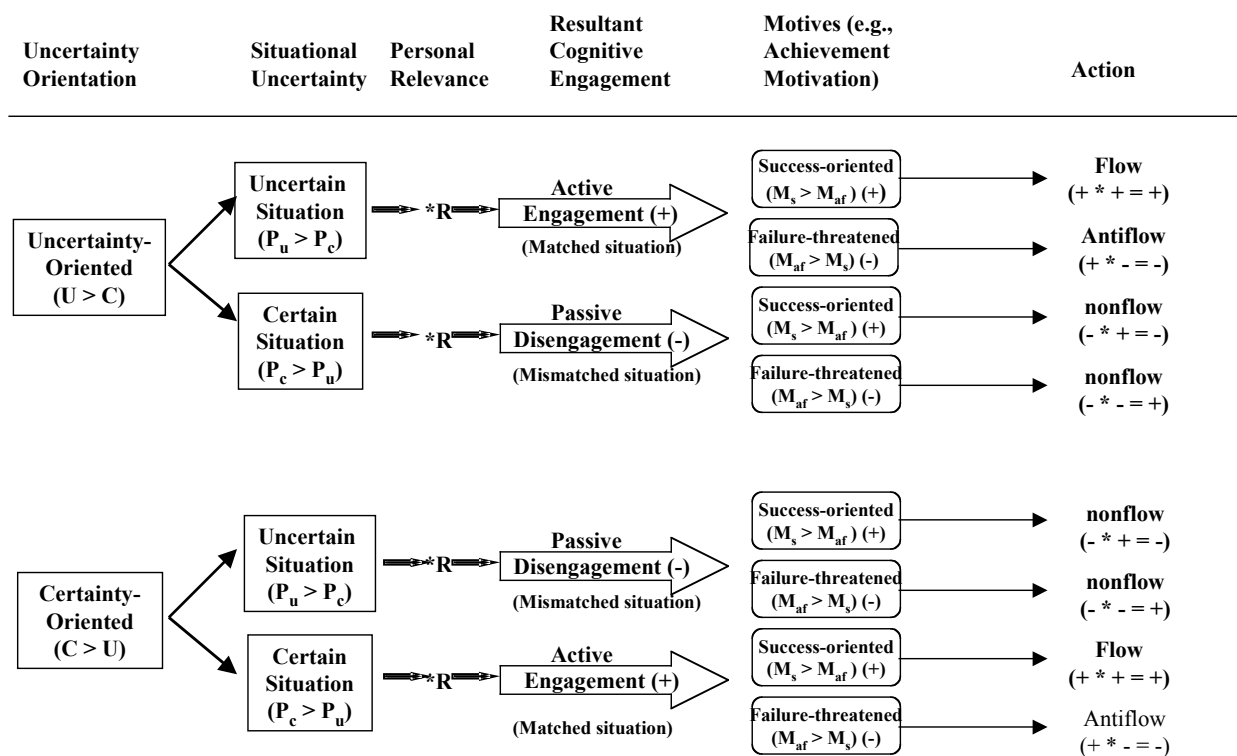 Uncertainty
Orientation
Situational
Uncertainty
Personal
Relevance
Resultant
Cognitive
Engagement
Motives (e.g.,
Achievement
Motivation)
Action
Uncertainty-
Oriented
(U > C)
Uncertain
Situation
(Pu > Pc)
*R
Active
Engagement (+)
(Matched situation)
Success-oriented
(Ms > Maf ) (+)
Flow
(+ * + = +)
Failure-threatened
(Maf > Ms) (-)
Antiflow
(+ * - = -)
Certain
Situation
(Pc > Pu)
*R
Passive
Disengagement (-)
(Mismatched situation)
Success-oriented
(Ms > Maf ) (+)
nonflow
(- * + = -)
Failure-threatened
(Maf > Ms) (-)
nonflow
(- * - = +)
Certainty-
Oriented
(C > U)
Uncertain
Situation
(Pu > Pc)
*R
Passive
Disengagement (-)
(Mismatched situation)
Success-oriented
(Ms > Maf ) (+)
nonflow
(- * + = -)
Failure-threatened
(Maf > Ms) (-)
nonflow
(- * - = +)
Certain
Situation
(Pc > Pu)
*R
Active
Engagement (+)
(Matched situation)
Success-oriented
(Ms > Maf ) (+)
Flow
(+ * + = +)
Failure-threatened
(Maf > Ms) (-)
Antiflow
(+ * - = -)